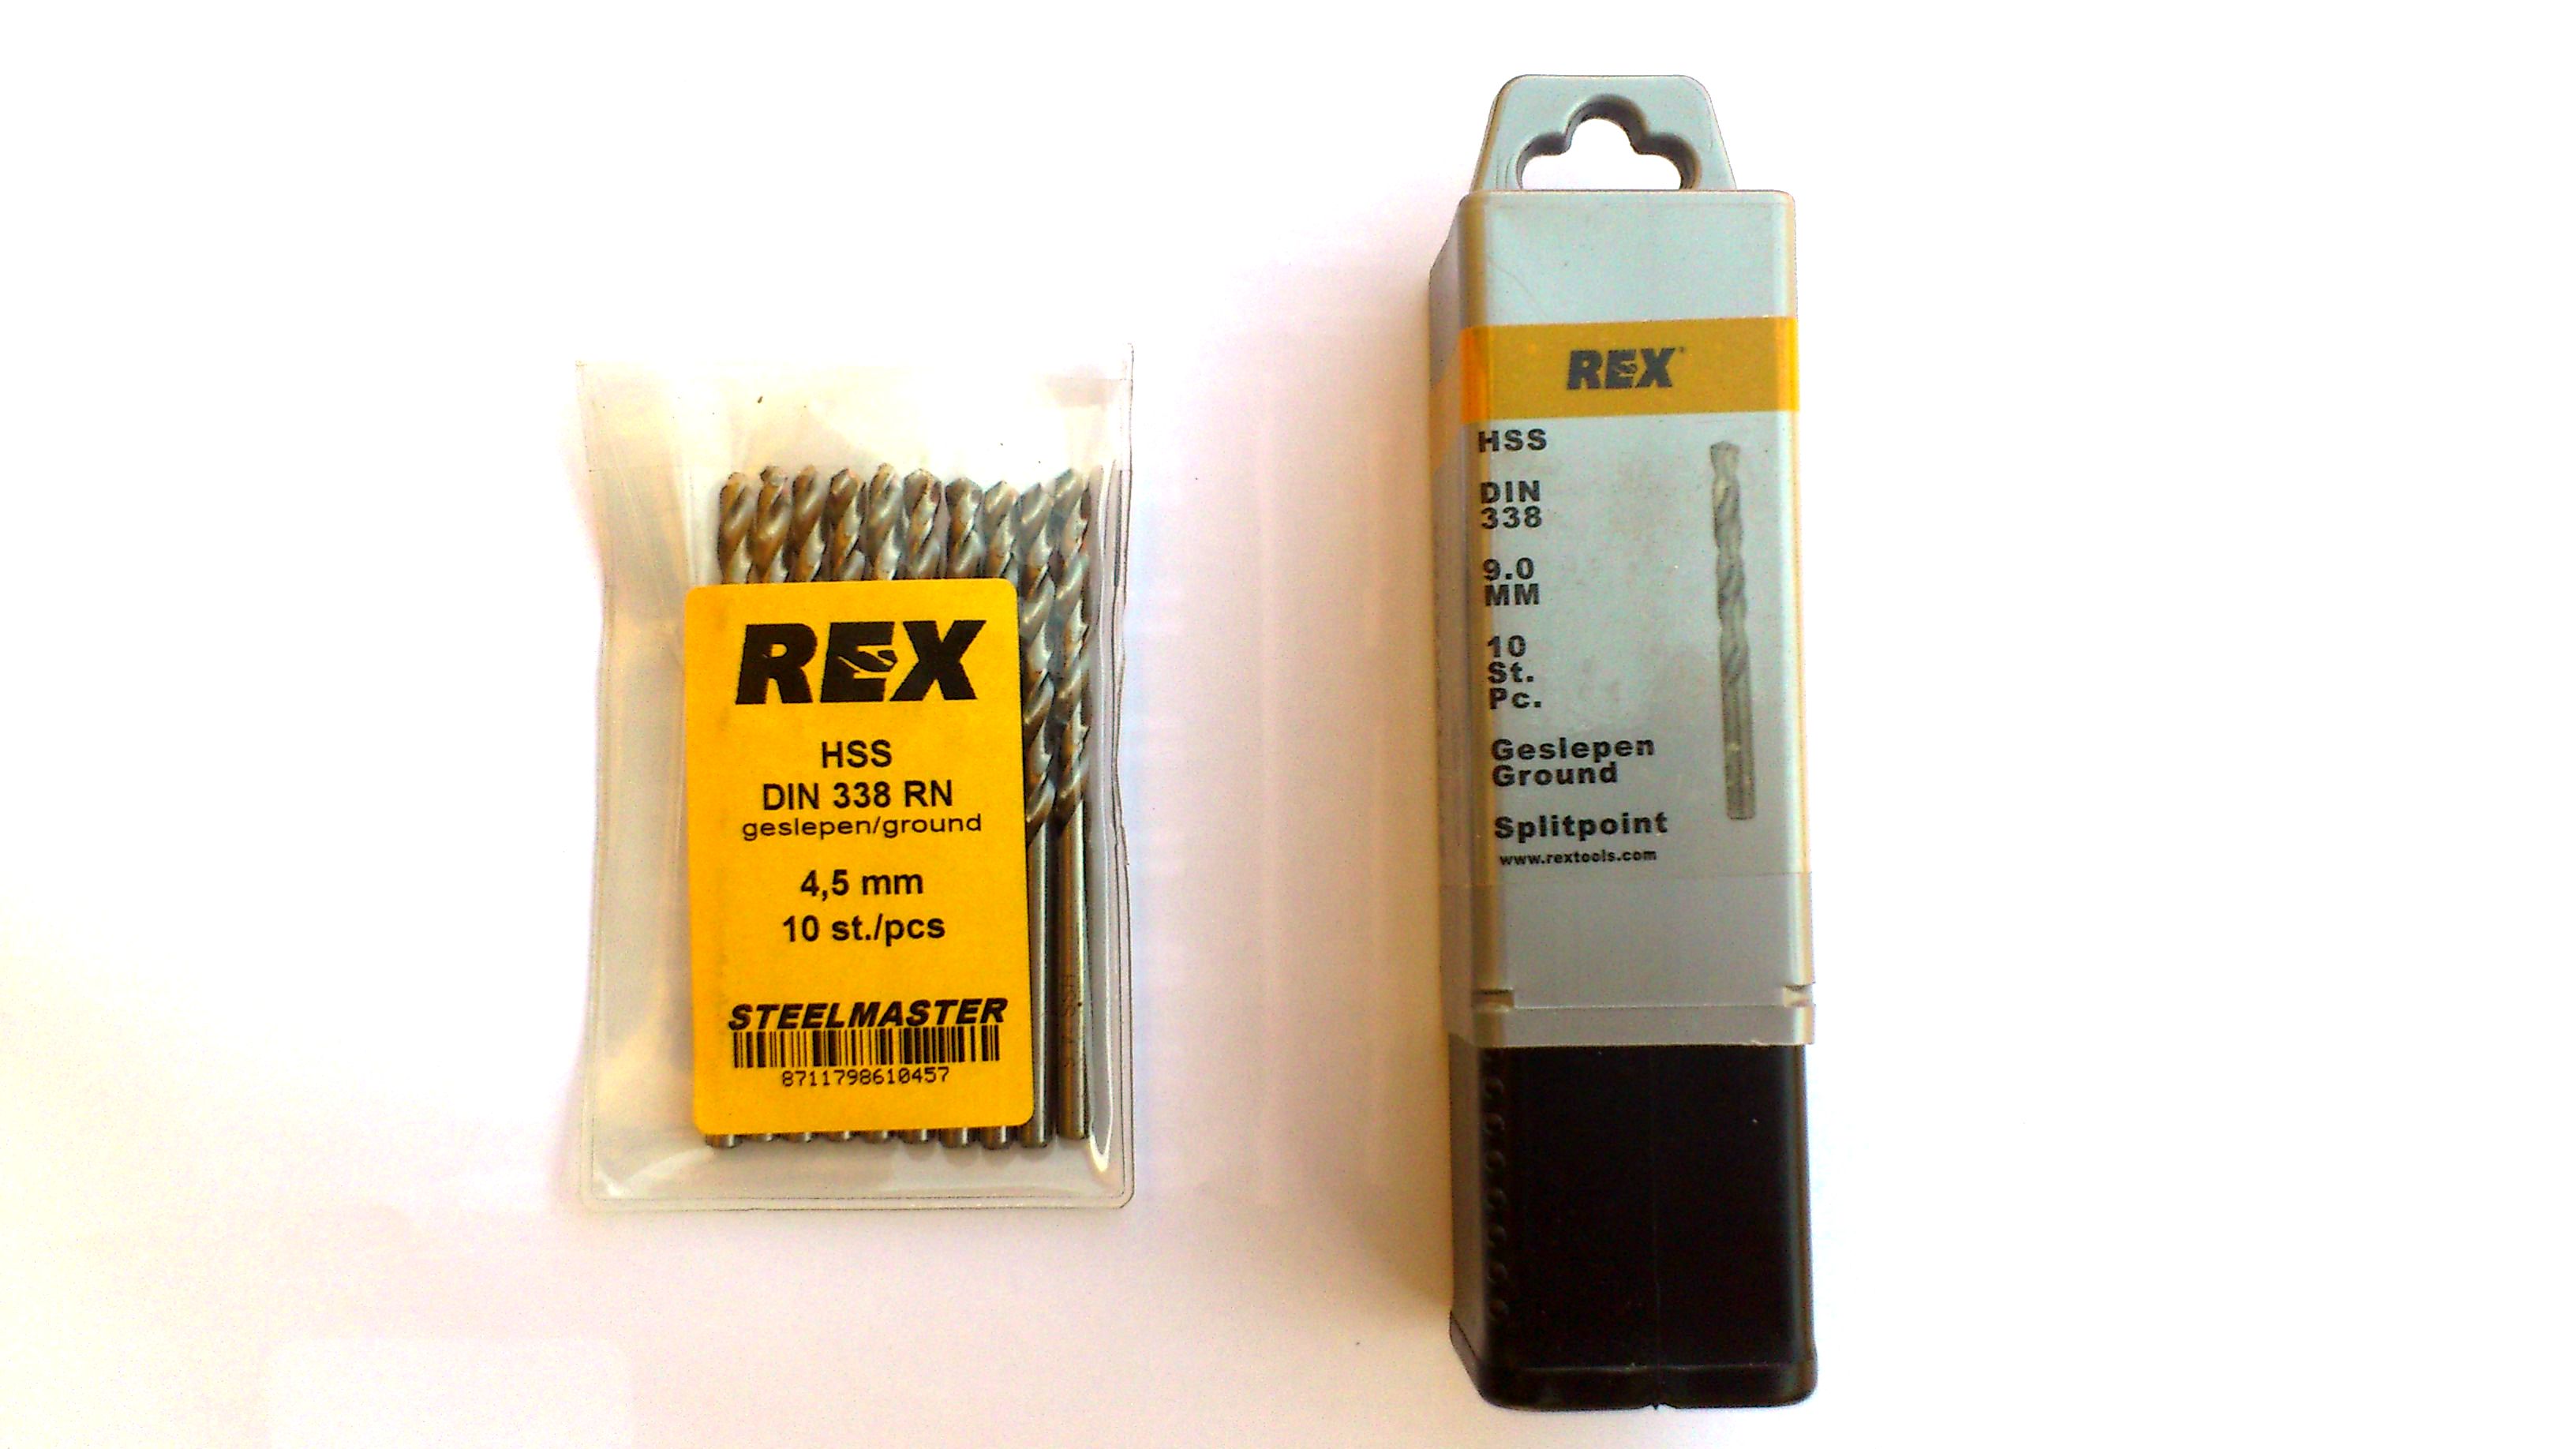 REX
HSS
DIN 338 RN
geslepen/ground
4,5 mm
10 st./pcs
STEELMASTER
8711798610457
REX
HSS
DIN
338
9.0
MM
10
St.
Pc.
Geslepen
Ground
Splitpoint
www.rextools.com